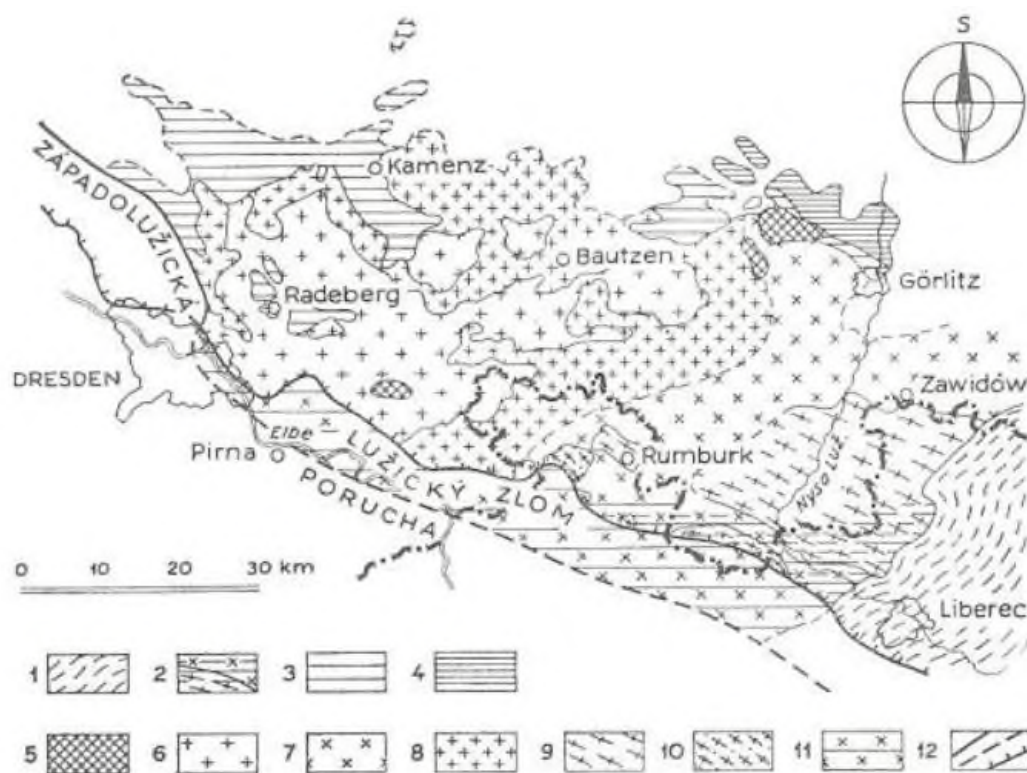 S
Kamenz
ZÁPADOLUŽICKÁ
Bautzen
Radeberg
Görlitz
DRESDEN
Zawidów
Elbe
LUŽICKÝ ZLOM
Pirna
Rumburk
PORUCHA
Nysa Łuż.
0 10 20 30 km
Liberec
1 2 3 4
5 6 7 8 9 10 11 12